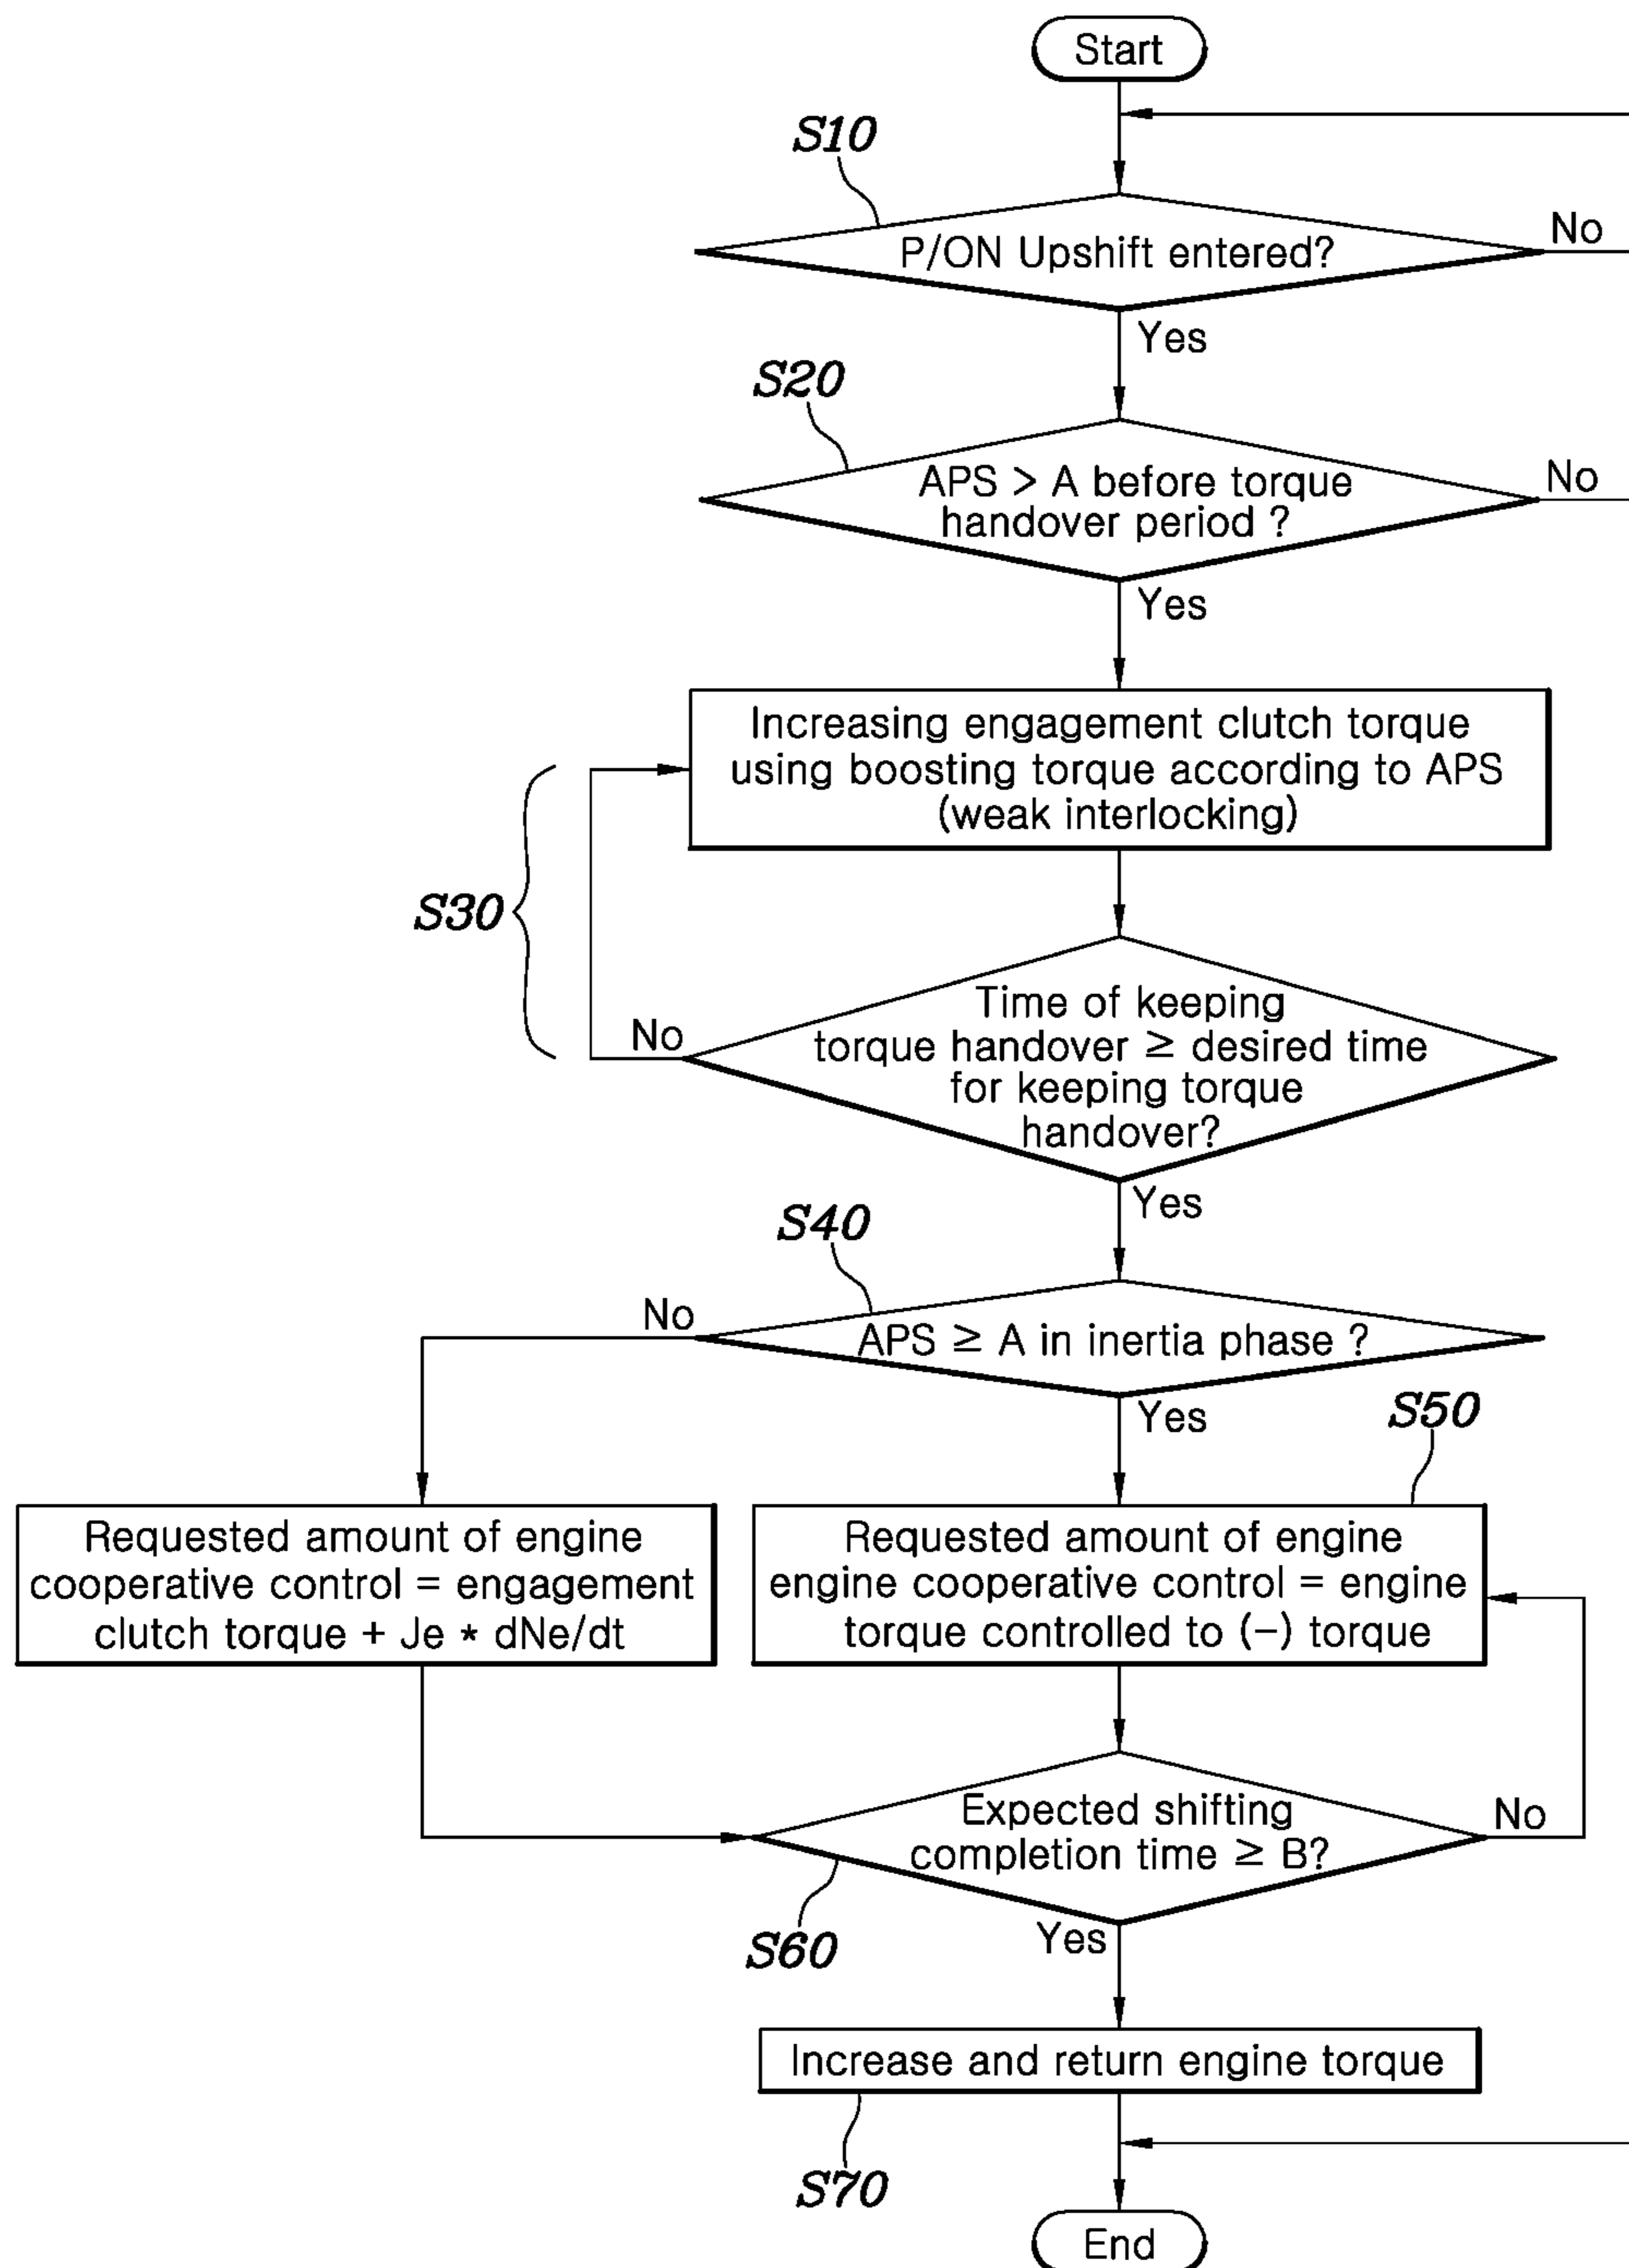 Start
S10
P/ON Upshift entered?
No
Yes
S20
APS > A before torque
handover period ?
No
Yes
Increasing engagement clutch torque
using boosting torque according to APS
(weak interlocking)
S30
Time of keeping
torque handover ≥ desired time
for keeping torque
handover?
No
Yes
S40
No
APS ≥ A in inertia phase ?
Yes
S50
Requested amount of engine
cooperative control = engagement
clutch torque + Je * dNe/dt
Requested amount of engine
engine cooperative control = engine
torque controlled to (-) torque
Expected shifting
completion time ≥ B?
No
S60
Yes
Increase and return engine torque
S70
End